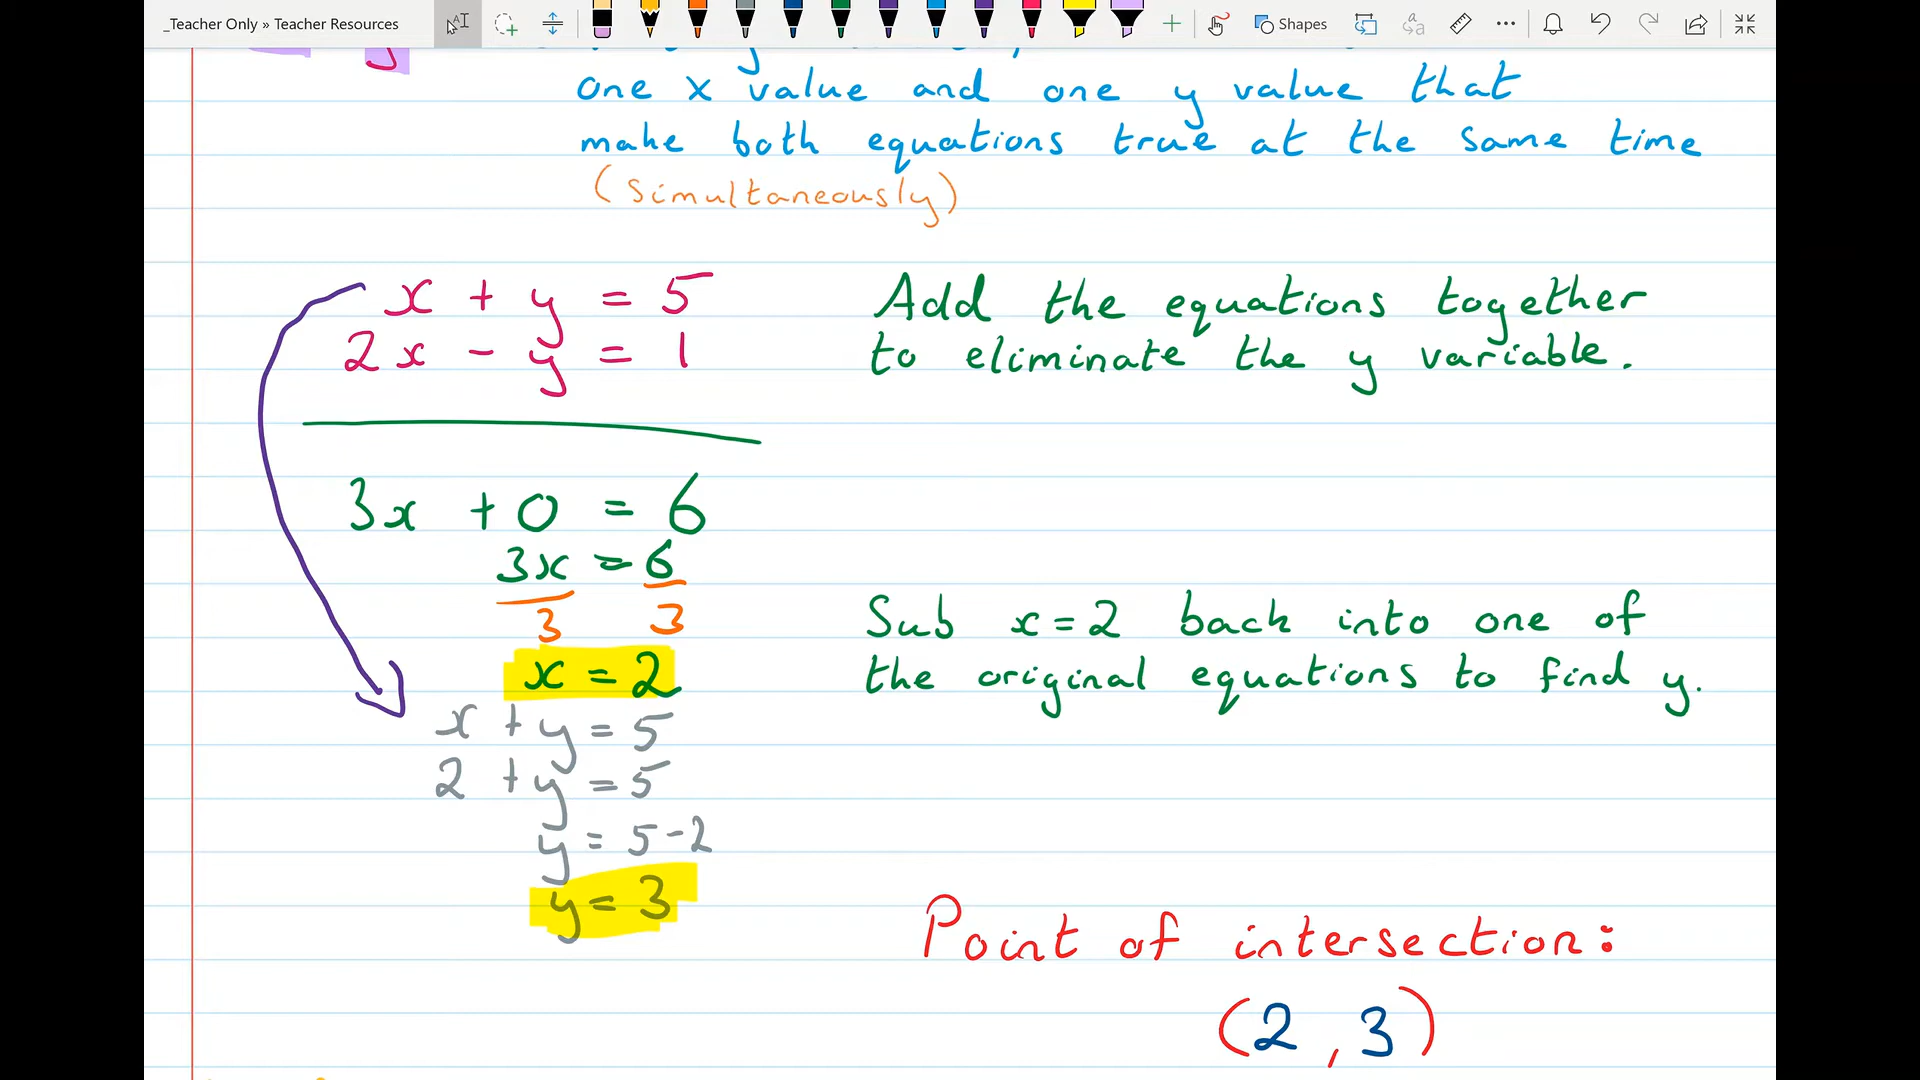 _Teacher Only » Teacher Resources
Shapes
one x value and one y value that
make both equations true at the same time
(simultaneously)
x + y = 5
2x - y = 1
Add the equations together
to eliminate the y variable.
3x + 0 = 6
3x = 6
3 3
x = 2
Sub x = 2 back into one of
the original equations to find y.
x + y = 5
2 + y = 5
y = 5 - 2
y = 3
Point of intersection:
(2, 3)